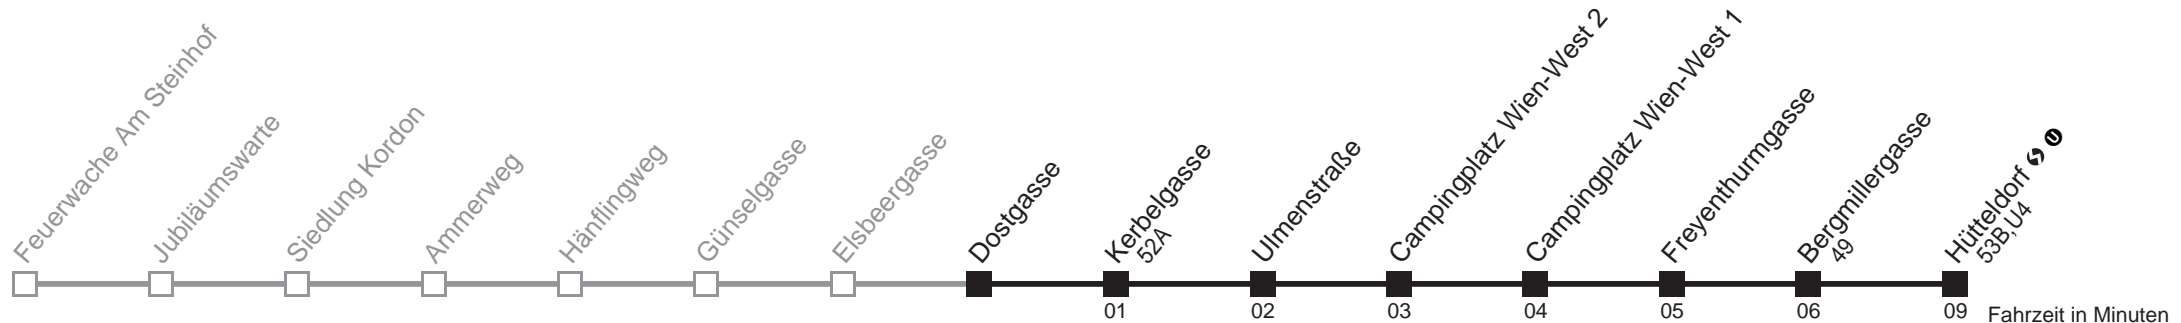 Feuerwache Am Steinhof
Jubiläumswarte
Siedlung Kordon
Ammerweg
Hänflingweg
Günselgasse
Elsbeergasse
Dostgasse
Kerbelgasse
52A
Ulmenstraße
Campingplatz Wien-West 2
Campingplatz Wien-West 1
Freyenthurmgasse
Bergmillergasse
49
Hütteldorf S U
53B,U4
01 02 03 04 05 06 09 Fahrzeit in Minuten